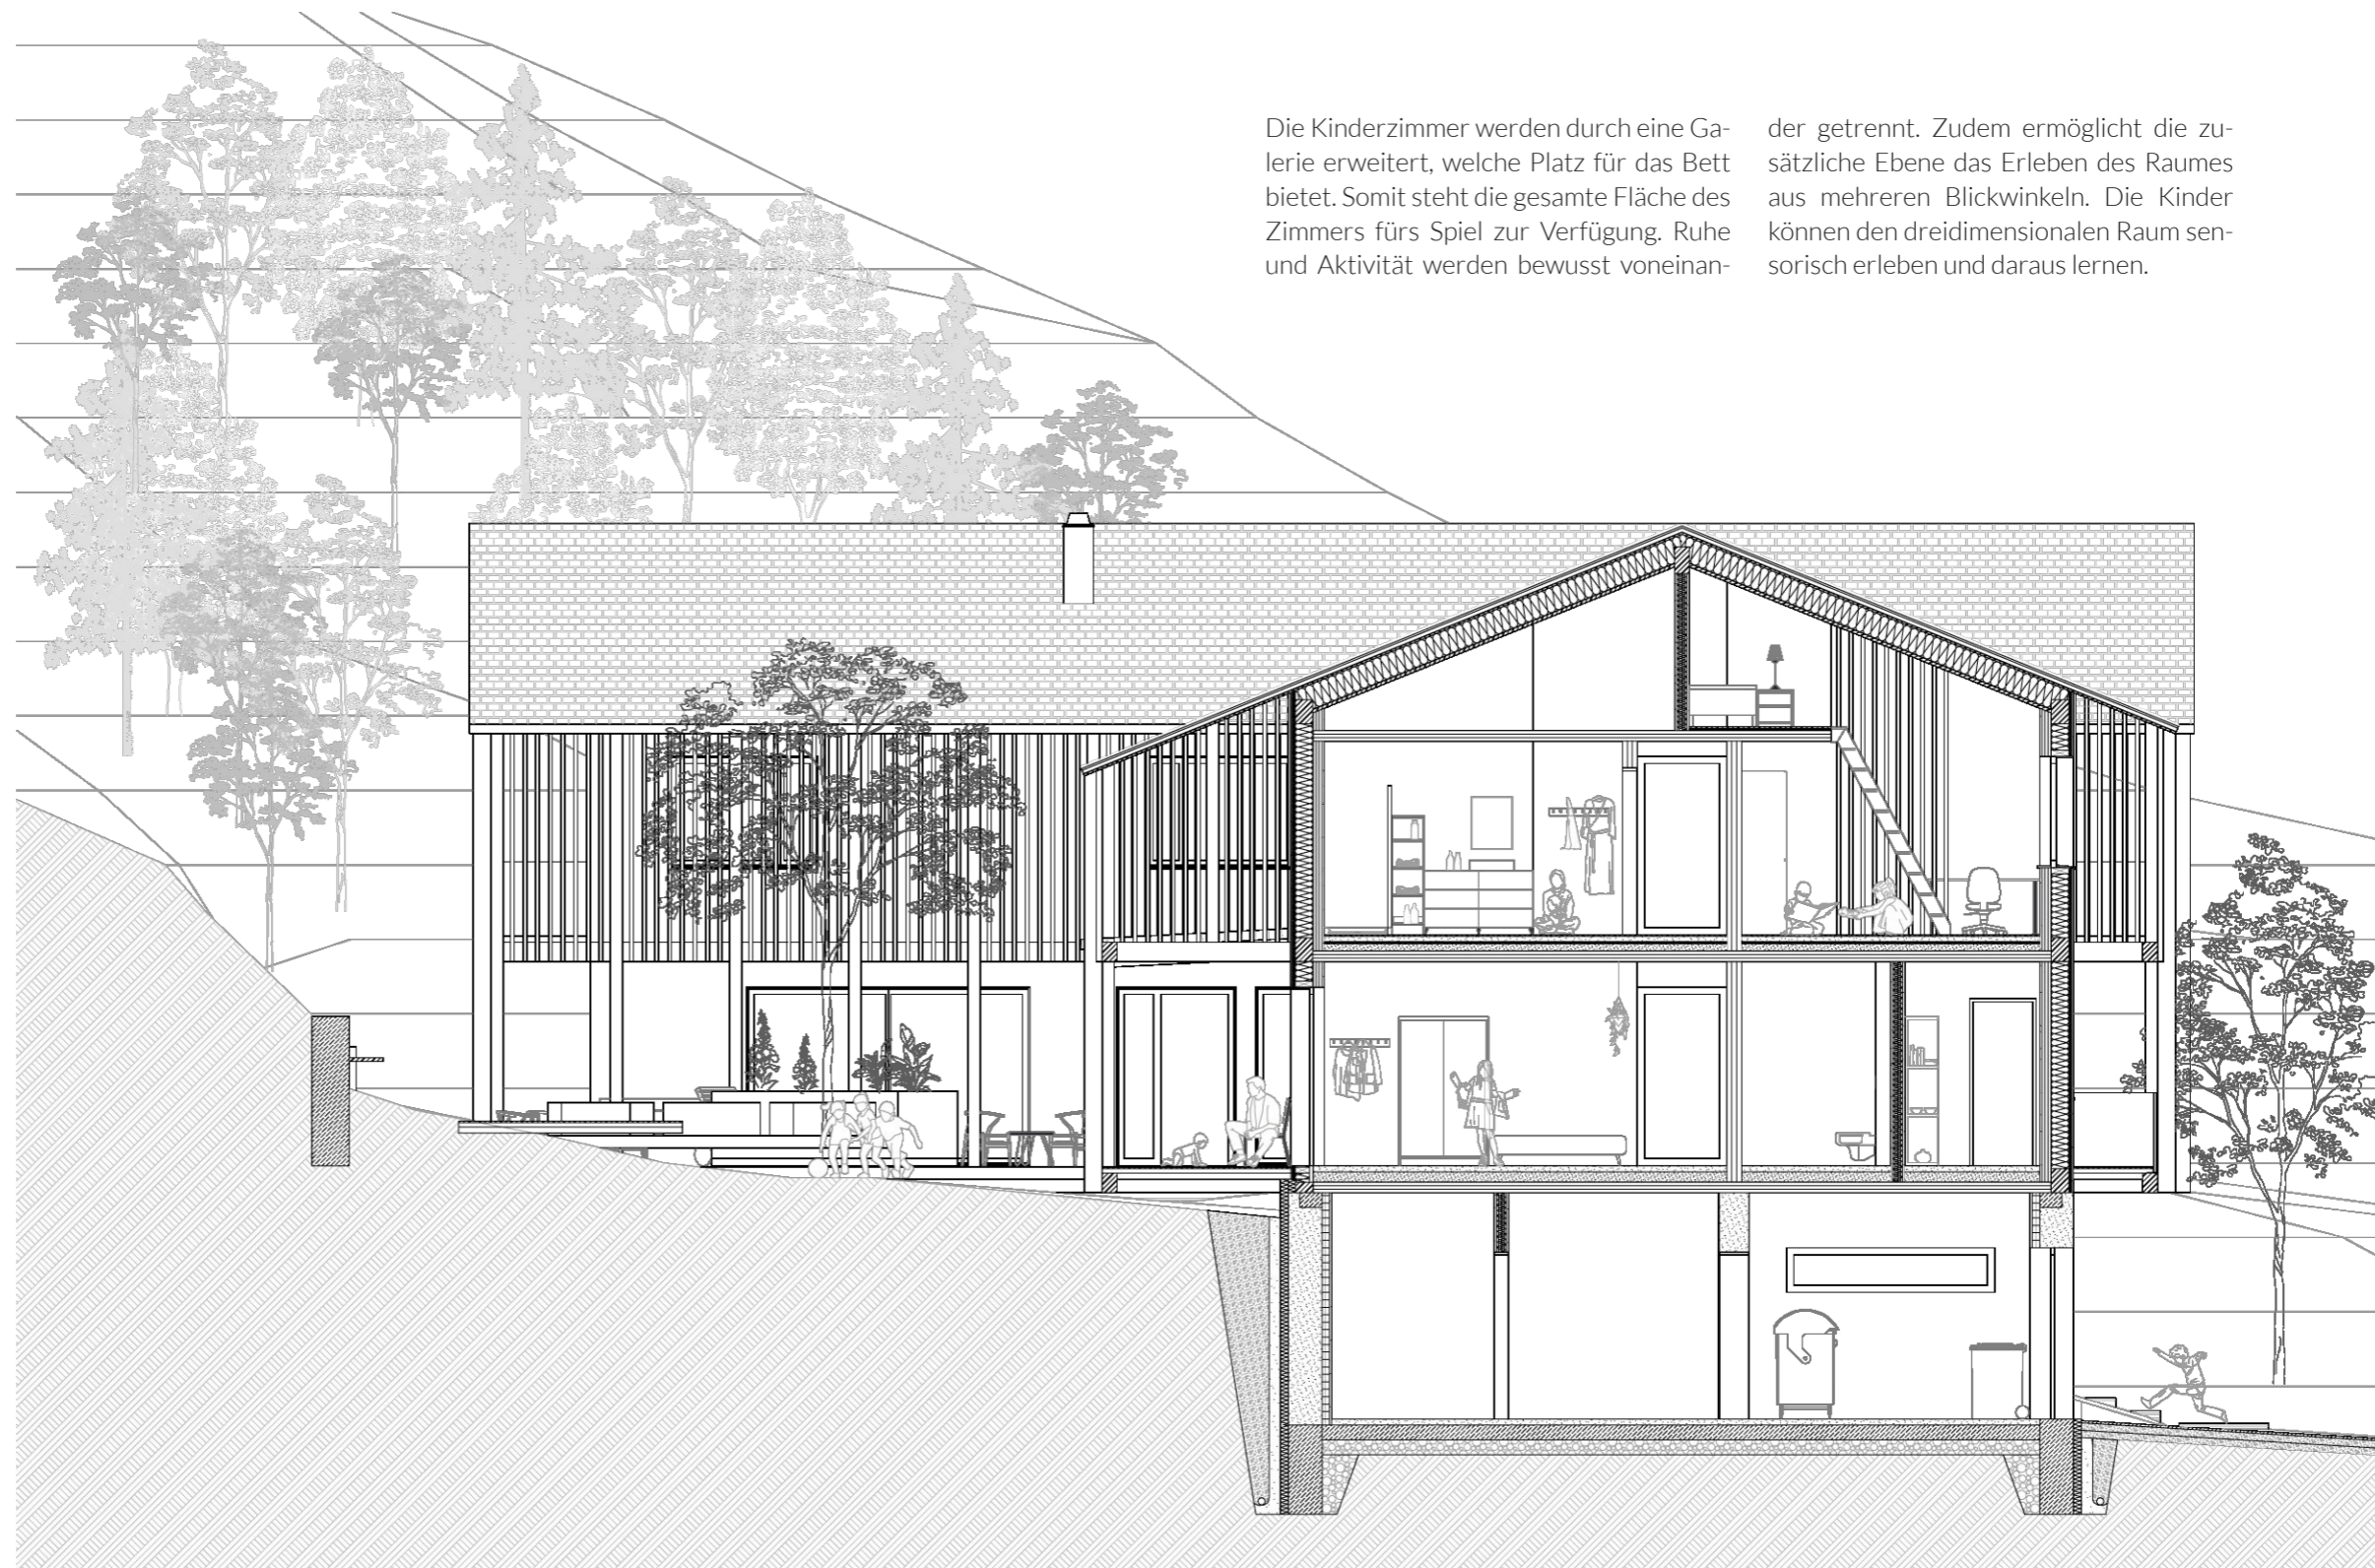 Die Kinderzimmer werden durch eine Ga-
lerie erweitert, welche Platz für das Bett
bietet. Somit steht die gesamte Fläche des
Zimmers fürs Spiel zur Verfügung. Ruhe
und Aktivität werden bewusst voneinan-
der getrennt. Zudem ermöglicht die zu-
sätzliche Ebene das Erleben des Raumes
aus mehreren Blickwinkeln. Die Kinder
können den dreidimensionalen Raum sen-
sorisch erleben und daraus lernen.